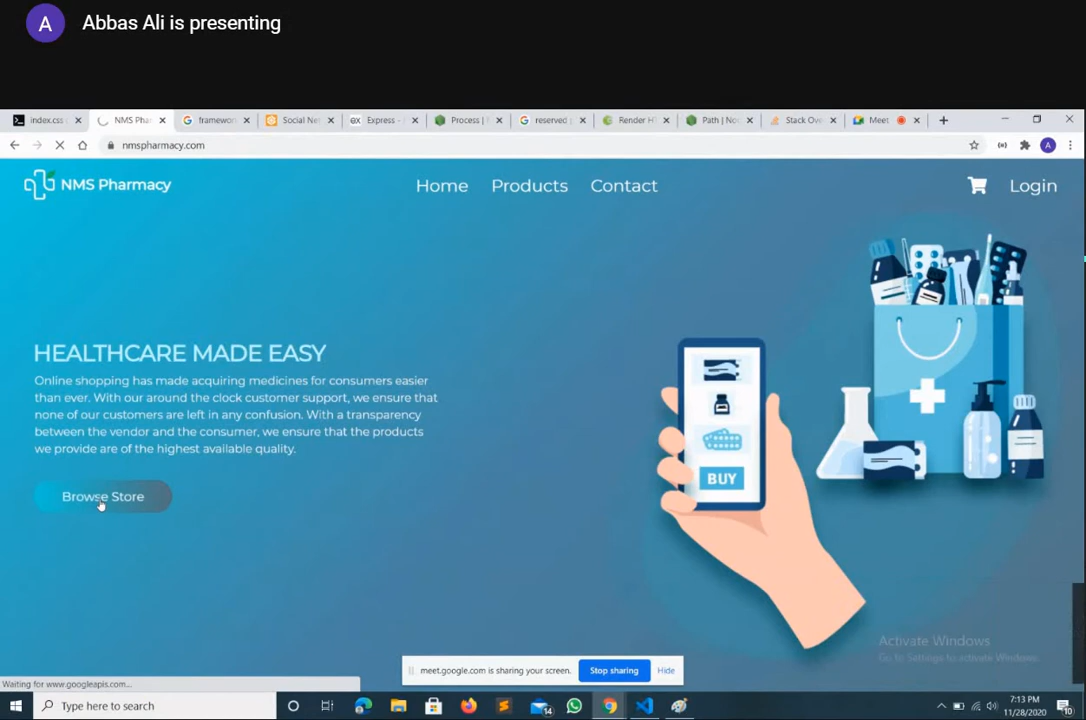 A
Abbas Ali is presenting
index.css
NMS Phar
framewor
Social Ne
ex
Express -
Process |
reserved p
Render H
Path | No
Stack Ov
Meet
nmspharmacy.com
A
NMS Pharmacy
Home
Products
Contact
Login
HEALTHCARE MADE EASY
Online shopping has made acquiring medicines for consumers easier
than ever. With our around the clock customer support, we ensure that
none of our customers are left in any confusion. With a transparency
between the vendor and the consumer, we ensure that the products
we provide are of the highest available quality.
BUY
Browse Store
Activate Windows
Go to Settings to activate Windows.
meet.google.com is sharing your screen.
Stop sharing
Hide
Waiting for www.googleapis.com...
Type here to search
14
7:13 PM
11/28/2020
10